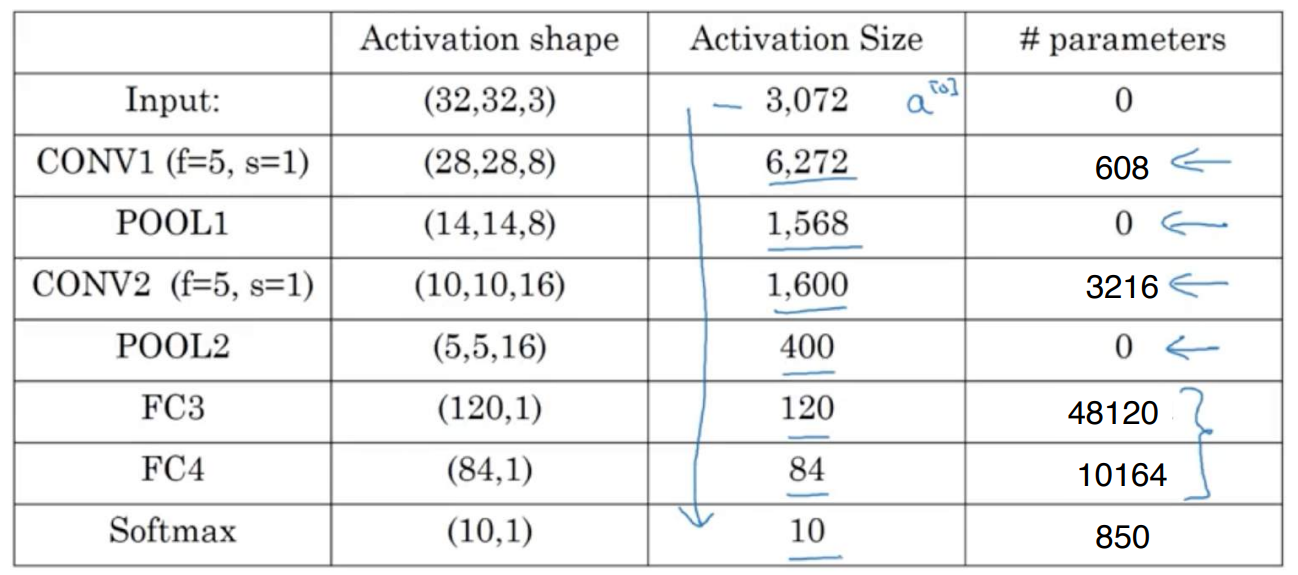 Activation shape Activation Size # parameters
Input: (32,32,3) 3,072 a[0] 0
CONV1 (f=5, s=1) (28,28,8) 6,272 608
POOL1 (14,14,8) 1,568 0
CONV2 (f=5, s=1) (10,10,16) 1,600 3216
POOL2 (5,5,16) 400 0
FC3 (120,1) 120 48120
FC4 (84,1) 84 10164
Softmax (10,1) 10 850